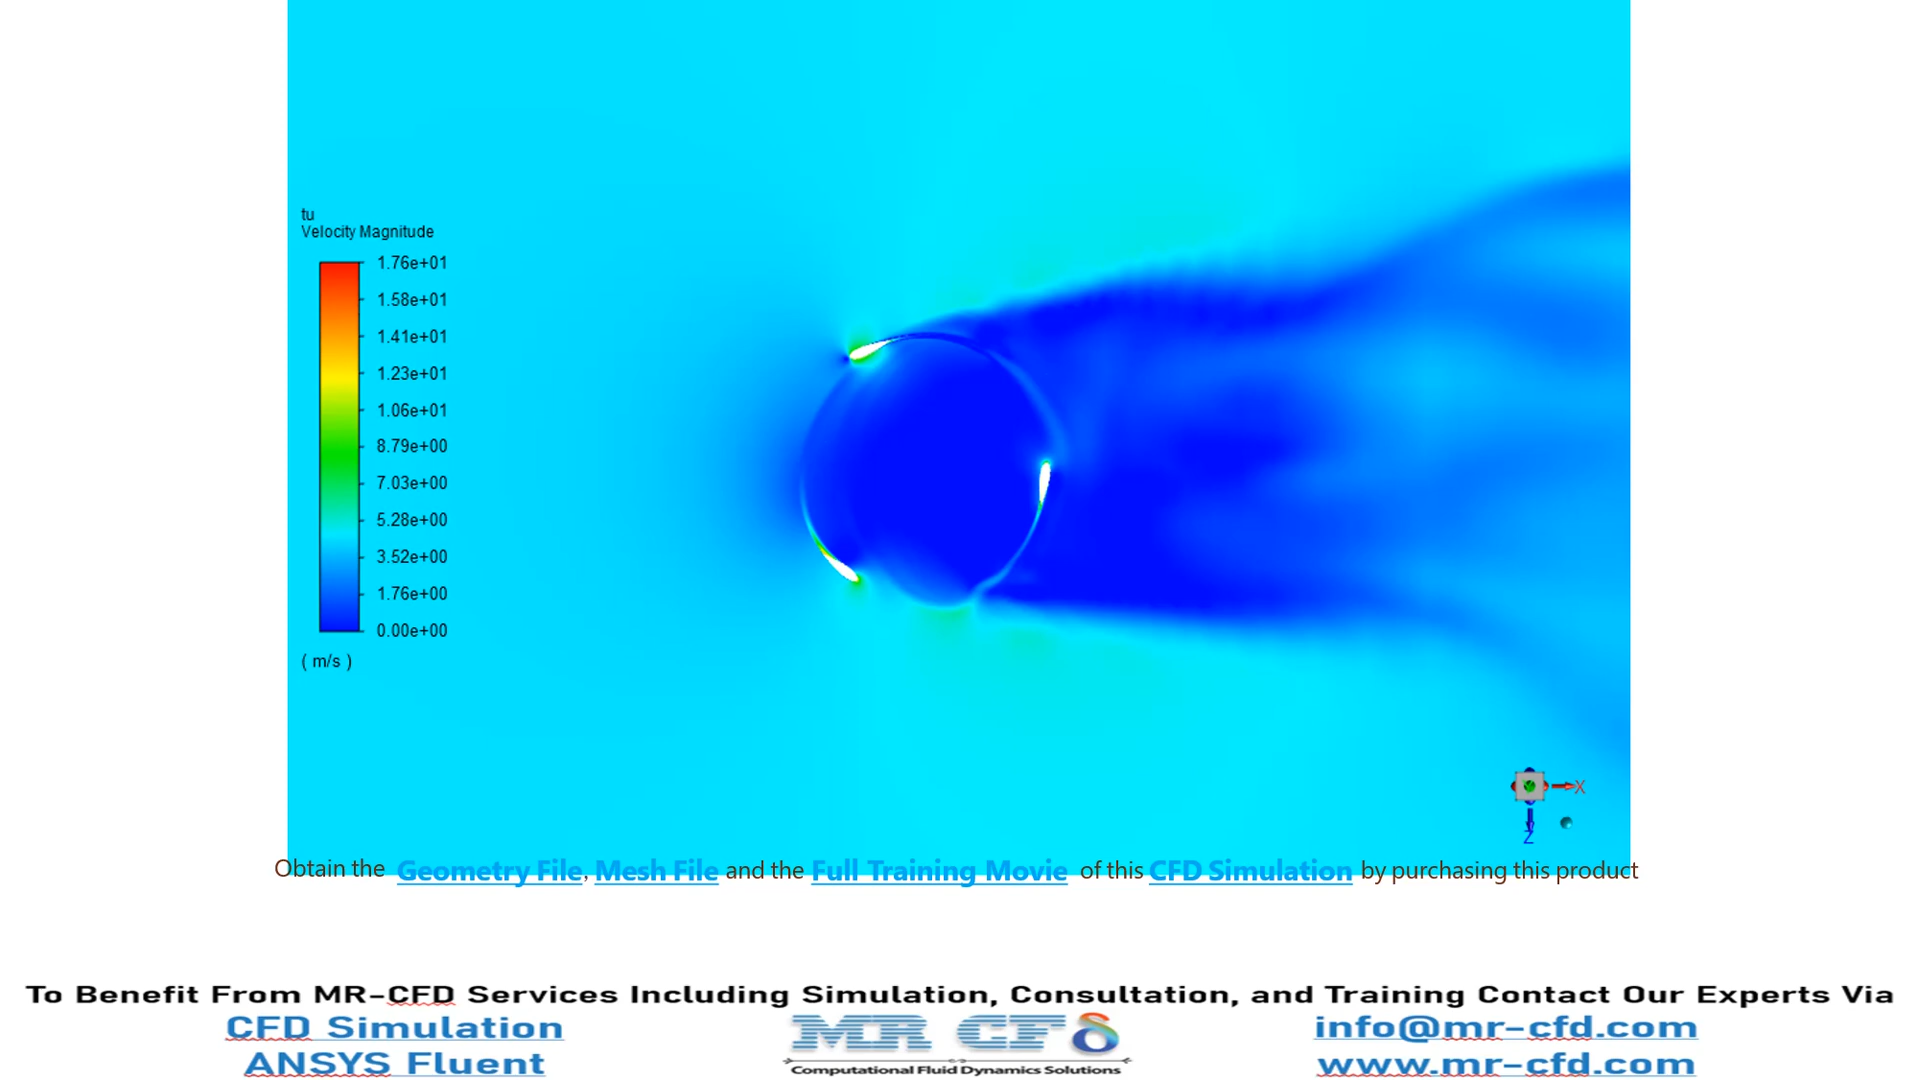 tu
Velocity Magnitude
1.76e+01
1.58e+01
1.41e+01
1.23e+01
1.06e+01
8.79e+00
7.03e+00
5.28e+00
3.52e+00
1.76e+00
0.00e+00
( m/s )
X
Z
Obtain the Geometry File, Mesh File and the Full Training Movie of this CFD Simulation by purchasing this product
To Benefit From MR-CFD Services Including Simulation, Consultation, and Training Contact Our Experts Via
CFD Simulation
ANSYS Fluent
MR CFD
Computational Fluid Dynamics Solutions
info@mr-cfd.com
www.mr-cfd.com